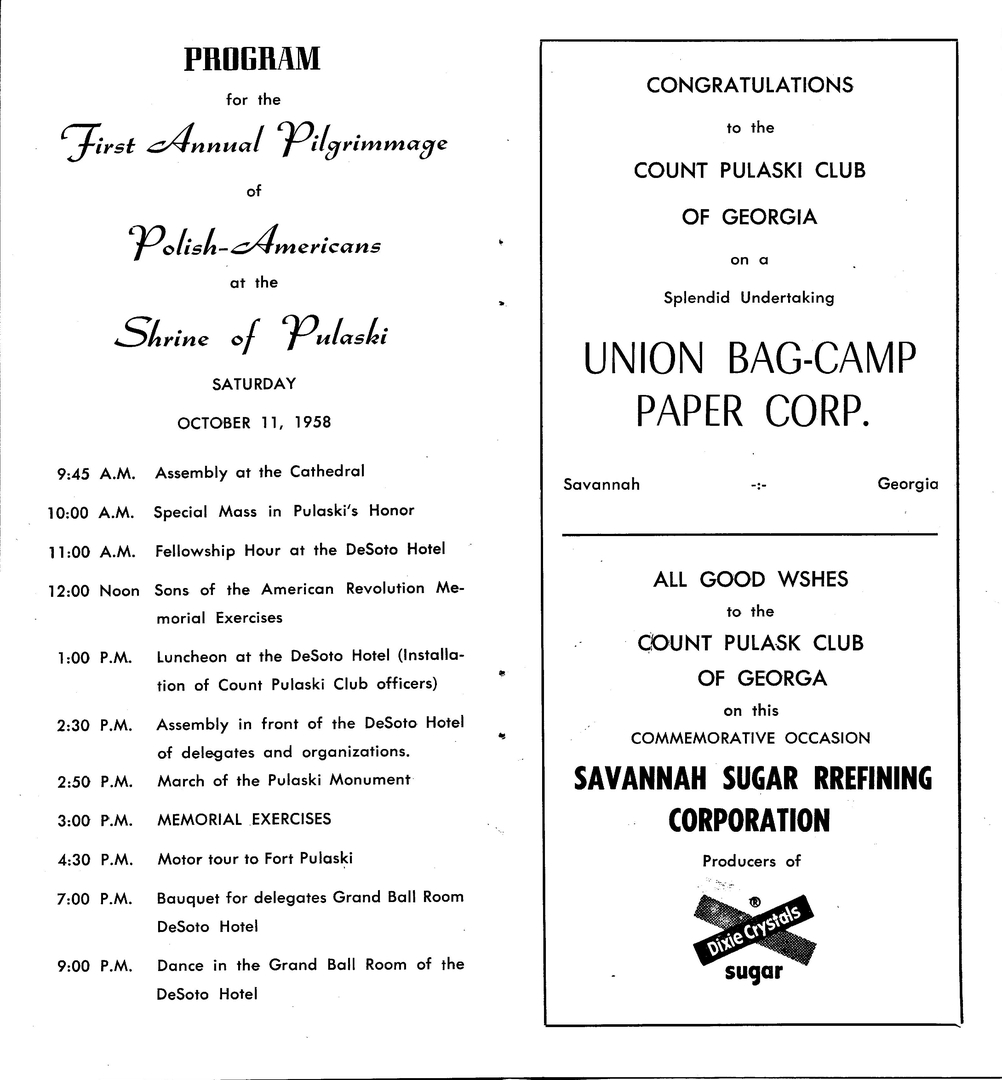 PROGRAM
for the
First Annual Pilgrimmage
of
Polish-Americans
at the
Shrine of Pulaski
SATURDAY
OCTOBER 11, 1958
9:45 A.M. Assembly at the Cathedral
10:00 A.M. Special Mass in Pulaski's Honor
11:00 A.M. Fellowship Hour at the DeSoto Hotel
12:00 Noon Sons of the American Revolution Me-
morial Exercises
1:00 P.M. Luncheon at the DeSoto Hotel (Installa-
tion of Count Pulaski Club officers)
2:30 P.M. Assembly in front of the DeSoto Hotel
of delegates and organizations.
2:50 P.M. March of the Pulaski Monument
3:00 P.M. MEMORIAL EXERCISES
4:30 P.M. Motor tour to Fort Pulaski
7:00 P.M. Bauquet for delegates Grand Ball Room
DeSoto Hotel
9:00 P.M. Dance in the Grand Ball Room of the
DeSoto Hotel
CONGRATULATIONS
to the
COUNT PULASKI CLUB
OF GEORGIA
on a
Splendid Undertaking
UNION BAG-CAMP
PAPER CORP.
Savannah -:- Georgia
ALL GOOD WSHES
to the
COUNT PULASK CLUB
OF GEORGA
on this
COMMEMORATIVE OCCASION
SAVANNAH SUGAR RREFINING
CORPORATION
Producers of
®
Dixie Crystals
sugar